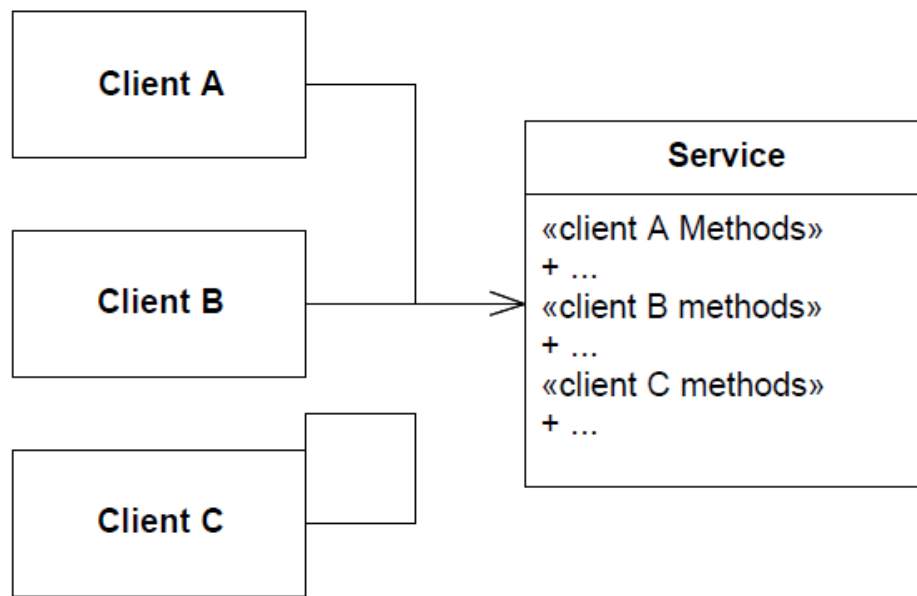 Client A
Client B
Client C
Service
«client A Methods»
+ ...
«client B methods»
+ ...
«client C methods»
+ ...